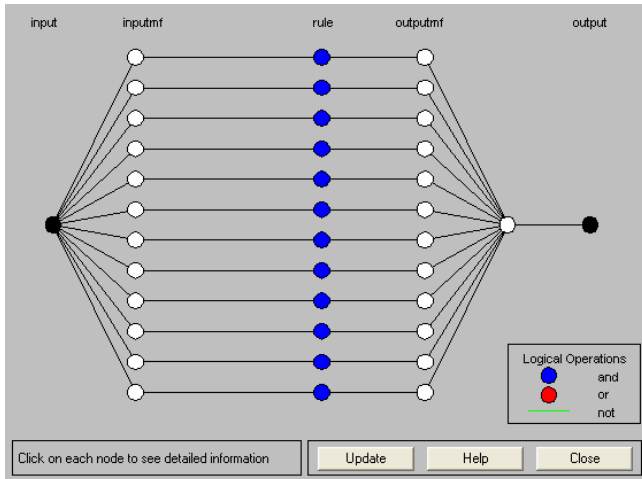 input inputmf rule outputmf output
Logical Operations
and
or
not
Click on each node to see detailed information
Update Help Close